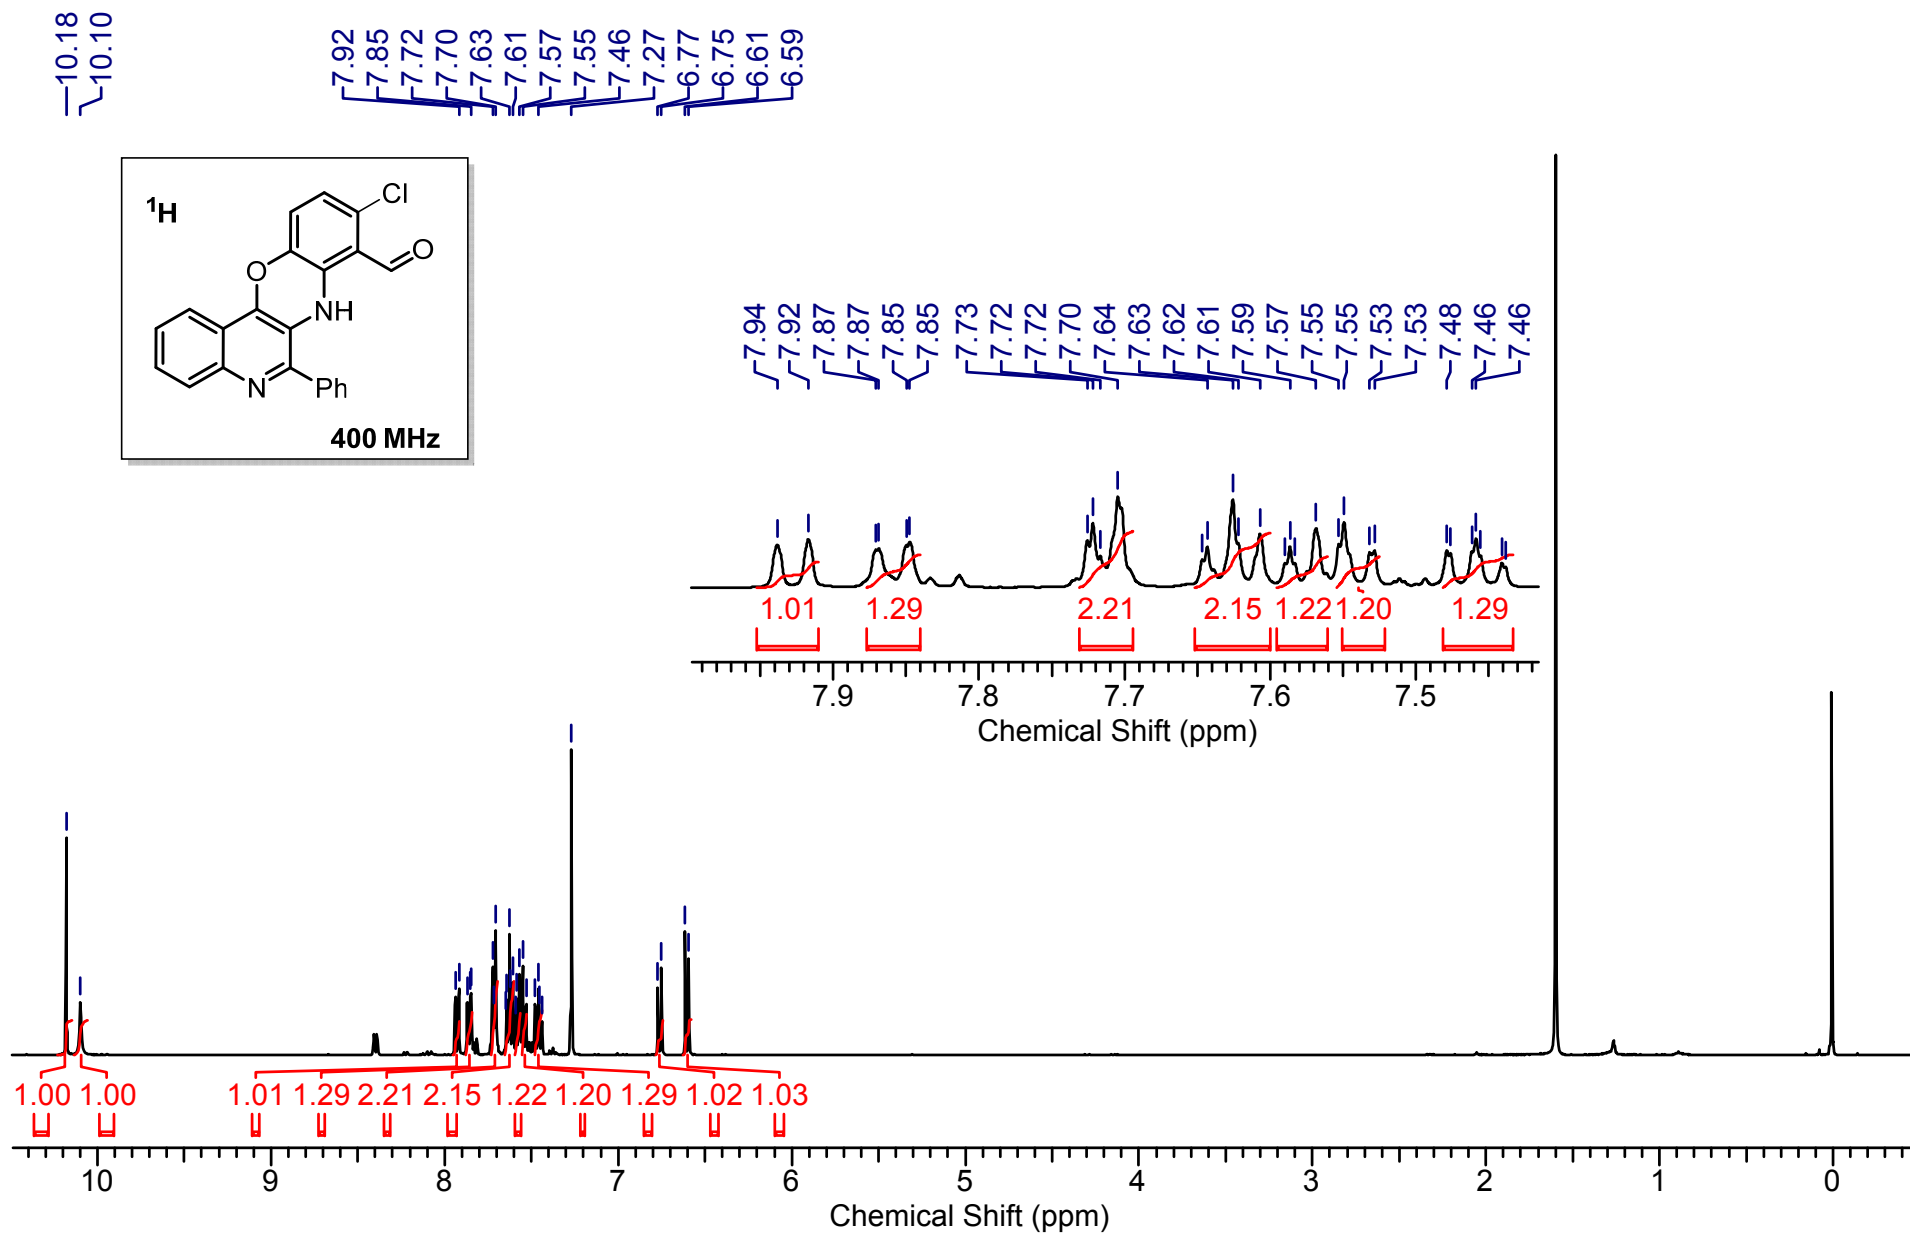 10.18
10.10
7.92
7.85
7.72
7.70
7.63
7.61
7.57
7.55
7.46
7.27
6.77
6.75
6.61
6.59
¹H
Cl
O
O
NH
N
Ph
400 MHz
7.94
7.92
7.87
7.87
7.85
7.85
7.73
7.72
7.72
7.70
7.64
7.63
7.62
7.61
7.59
7.57
7.55
7.55
7.53
7.53
7.48
7.46
7.46
1.01 1.29 2.21 2.15 1.22 1.20 1.29
7.9 7.8 7.7 7.6 7.5
Chemical Shift (ppm)
1.00 1.00 1.01 1.29 2.21 2.15 1.22 1.20 1.29 1.02 1.03
10 9 8 7 6 5 4 3 2 1 0
Chemical Shift (ppm)